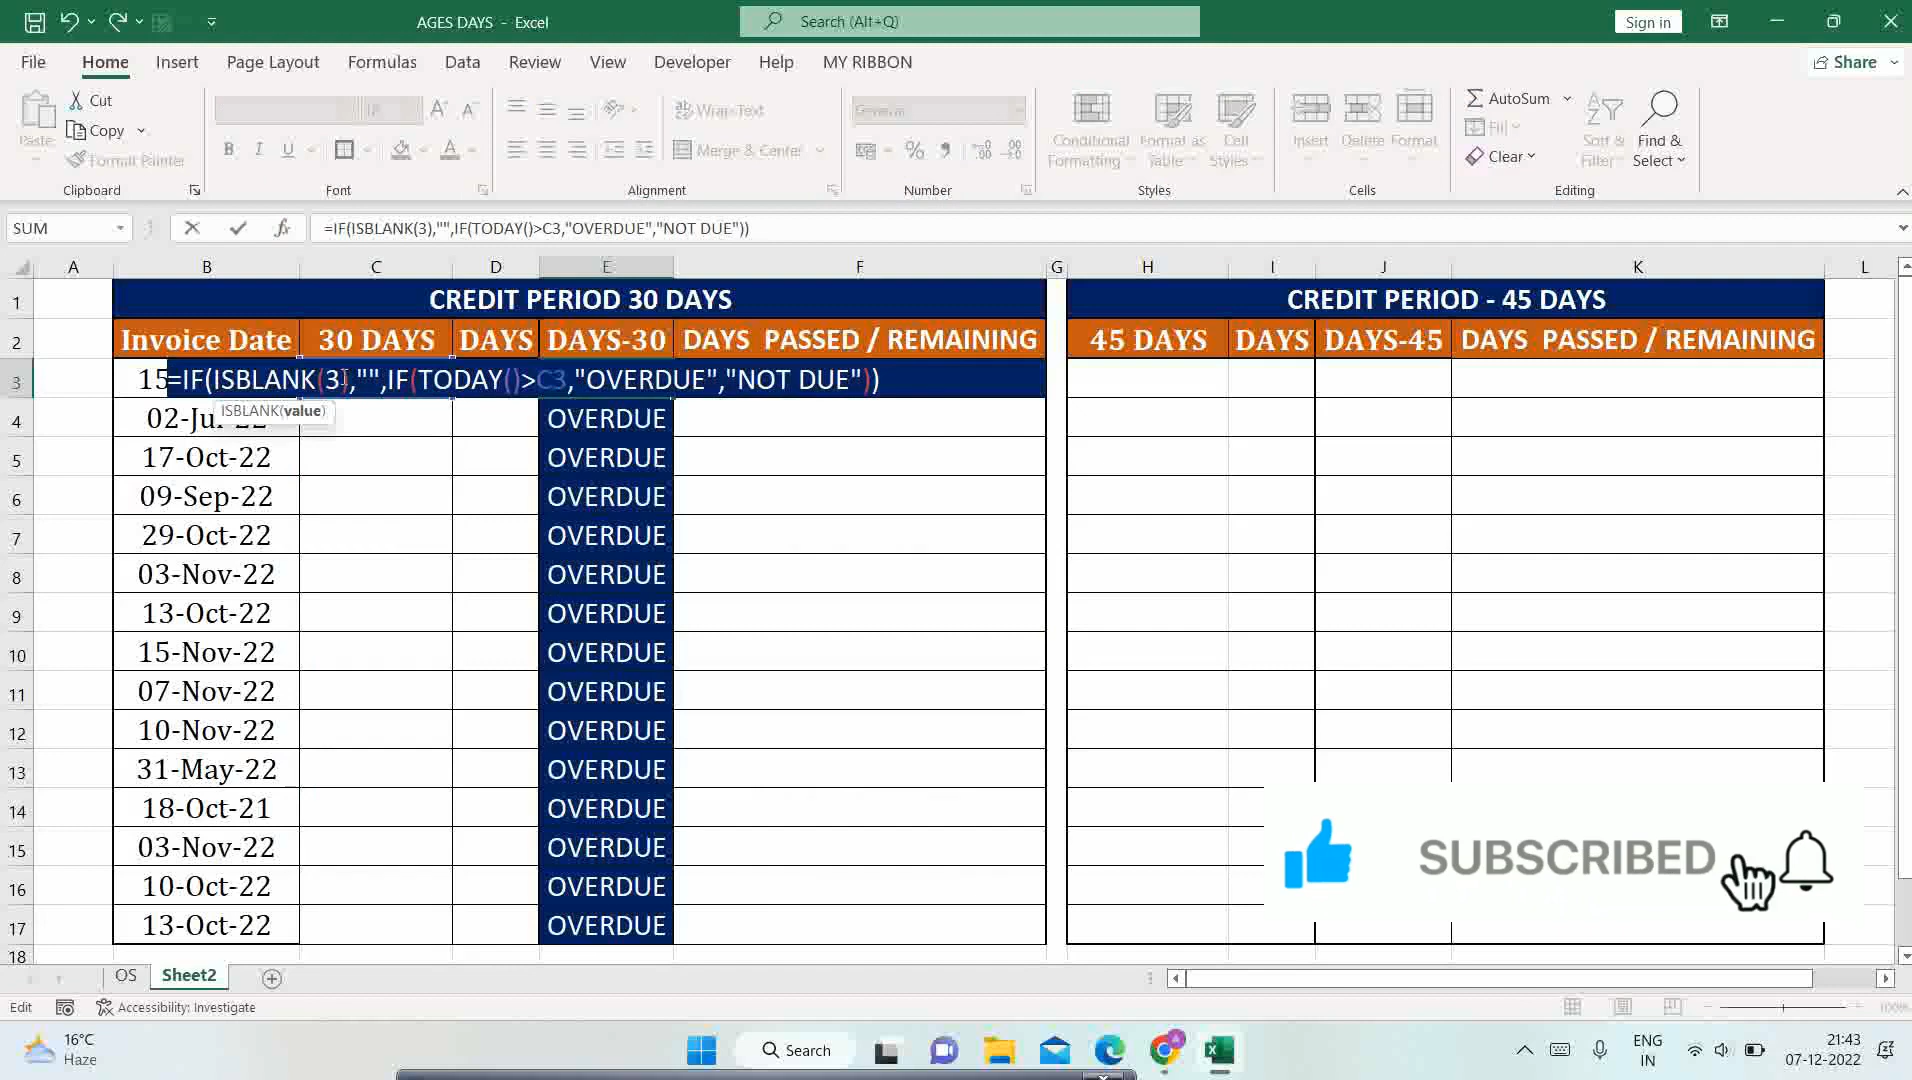 AGES DAYS - Excel
Search (Alt+Q)
Sign in
File Home Insert Page Layout Formulas Data Review View Developer Help MY RIBBON
Share
Paste
Cut
Copy
Format Painter
Clipboard
18
B I U
Font
Wrap Text
Merge & Center
Alignment
General
Number
Conditional Formatting
Format as Table
Cell Styles
Styles
Insert Delete Format
Cells
AutoSum
Fill
Clear
Sort & Filter
Find & Select
Editing
SUM
=IF(ISBLANK(3),"",IF(TODAY()>C3,"OVERDUE","NOT DUE"))
A B C D E F G H I J K L
1 CREDIT PERIOD 30 DAYS CREDIT PERIOD - 45 DAYS
2 Invoice Date 30 DAYS DAYS DAYS-30 DAYS PASSED / REMAINING 45 DAYS DAYS DAYS-45 DAYS PASSED / REMAINING
3 15=IF(ISBLANK(3),"",IF(TODAY()>C3,"OVERDUE","NOT DUE"))
ISBLANK(value)
4 02-Jul-22 OVERDUE
5 17-Oct-22 OVERDUE
6 09-Sep-22 OVERDUE
7 29-Oct-22 OVERDUE
8 03-Nov-22 OVERDUE
9 13-Oct-22 OVERDUE
10 15-Nov-22 OVERDUE
11 07-Nov-22 OVERDUE
12 10-Nov-22 OVERDUE
13 31-May-22 OVERDUE
14 18-Oct-21 OVERDUE
15 03-Nov-22 OVERDUE
16 10-Oct-22 OVERDUE
17 13-Oct-22 OVERDUE
18
SUBSCRIBED
OS Sheet2
Edit Accessibility: Investigate 100%
16°C
Haze
Search
ENG
IN
21:43
07-12-2022